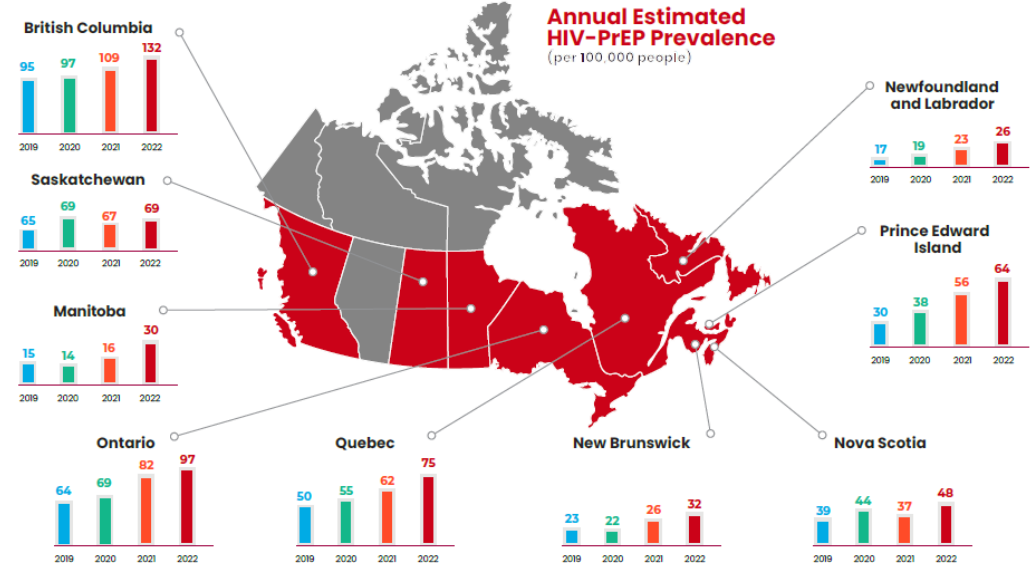 Annual Estimated
HIV-PrEP Prevalence
(per 100,000 people)
British Columbia
95 97 109 132
2019 2020 2021 2022
Saskatchewan
65 69 67 69
2019 2020 2021 2022
Manitoba
15 14 16 30
2019 2020 2021 2022
Ontario
64 69 82 97
2019 2020 2021 2022
Quebec
50 55 62 75
2019 2020 2021 2022
New Brunswick
23 22 26 32
2019 2020 2021 2022
Nova Scotia
39 44 37 48
2019 2020 2021 2022
Newfoundland
and Labrador
17 19 23 26
2019 2020 2021 2022
Prince Edward
Island
30 38 56 64
2019 2020 2021 2022